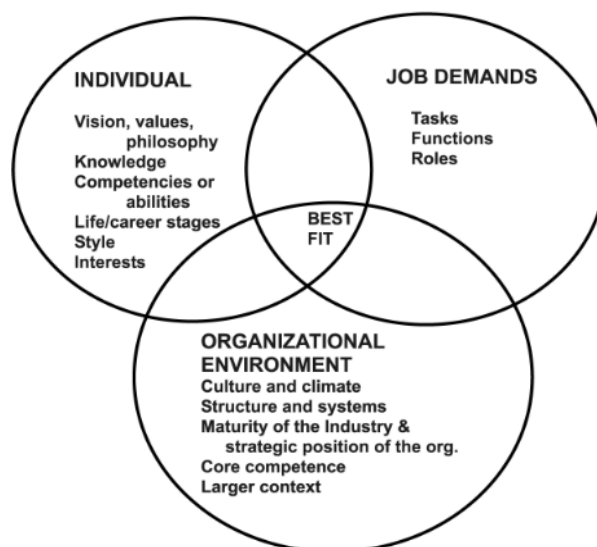 INDIVIDUAL
Vision, values,
philosophy
Knowledge
Competencies or
abilities
Life/career stages
Style
Interests
JOB DEMANDS
Tasks
Functions
Roles
BEST
FIT
ORGANIZATIONAL
ENVIRONMENT
Culture and climate
Structure and systems
Maturity of the Industry &
strategic position of the org.
Core competence
Larger context